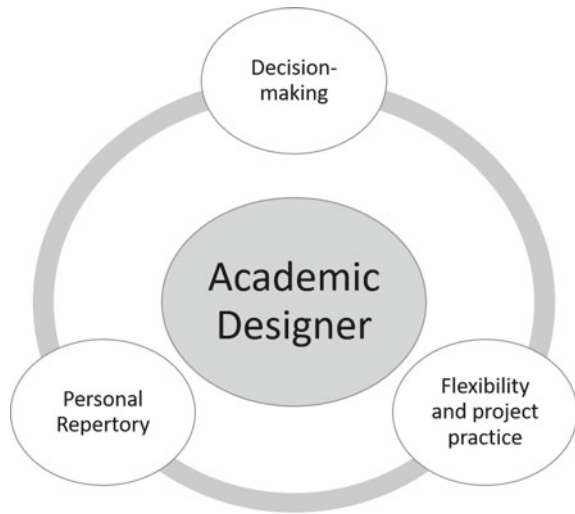 Decision-
making
Academic
Designer
Personal
Repertory
Flexibility
and project
practice